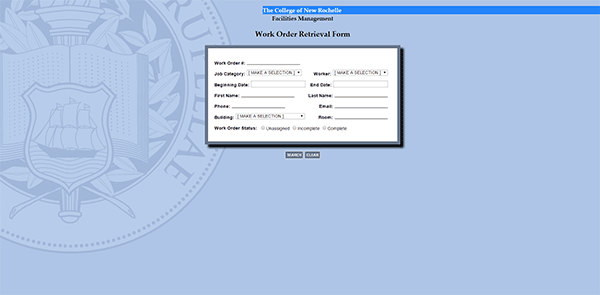 The College of New Rochelle
Facilities Management
Work Order Retrieval Form
Work Order #:
Job Category: [ MAKE A SELECTION ] Worker: [ MAKE A SELECTION ]
Beginning Date: End Date:
First Name: Last Name:
Phone: Email:
Building: [ MAKE A SELECTION ] Room:
Work Order Status: Unassigned Incomplete Complete
SEARCH CLEAR